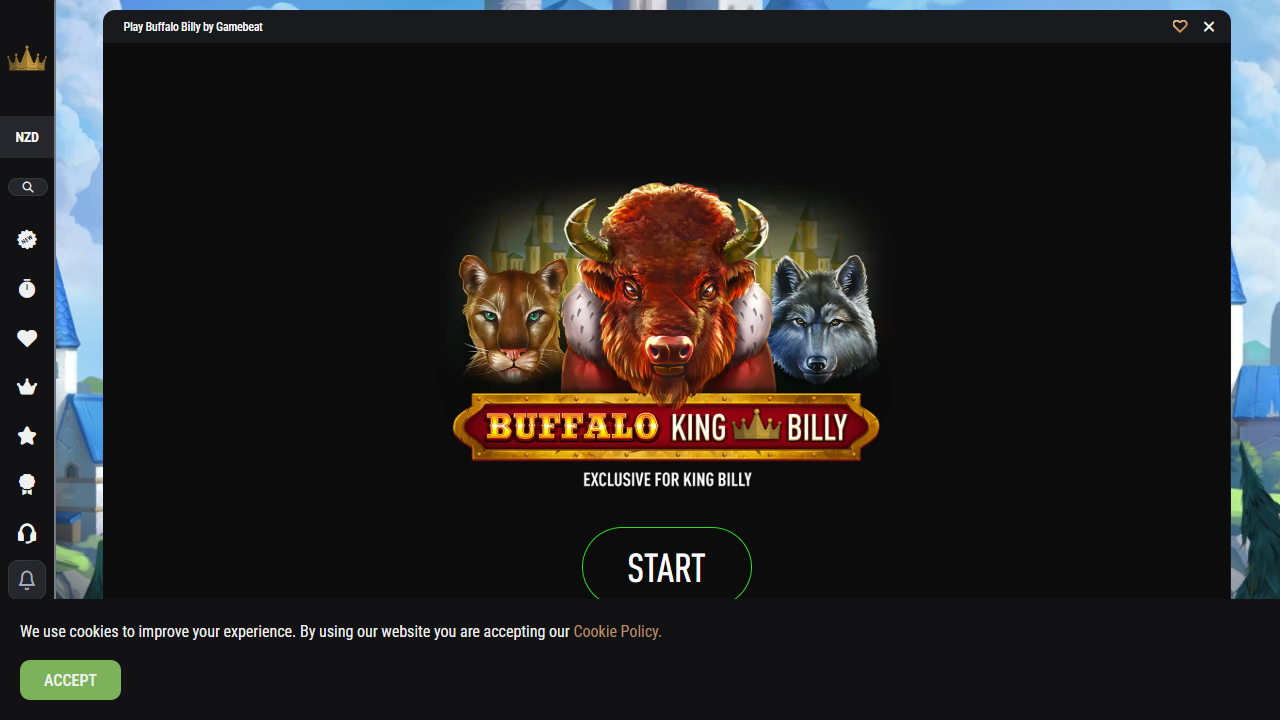 Play Buffalo Billy by Gamebeat
NZD
NEW
BUFFALO KING BILLY
EXCLUSIVE FOR KING BILLY
START
We use cookies to improve your experience. By using our website you are accepting our Cookie Policy.
ACCEPT